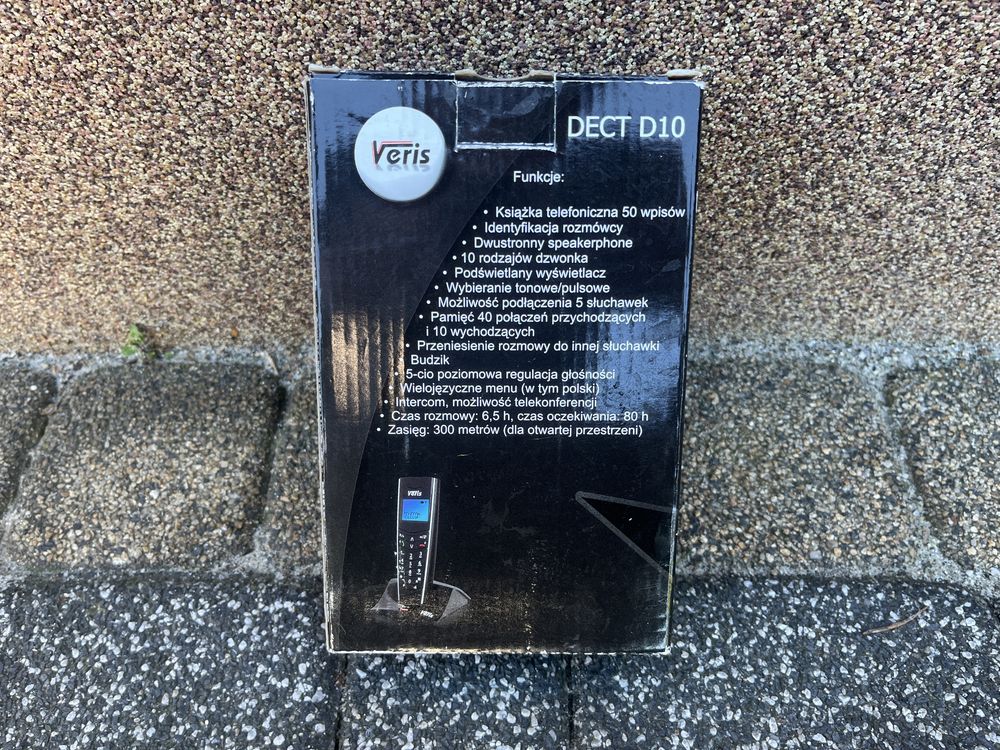 Veris
DECT D10
Funkcje:
• Książka telefoniczna 50 wpisów
• Identyfikacja rozmówcy
• Dwustronny speakerphone
• 10 rodzajów dzwonka
• Podświetlany wyświetlacz
• Wybieranie tonowe/pulsowe
• Możliwość podłączenia 5 słuchawek
• Pamięć 40 połączeń przychodzących
i 10 wychodzących
• Przeniesienie rozmowy do innej słuchawki
Budzik
• 5-cio poziomowa regulacja głośności
• Wielojęzyczne menu (w tym polski)
• Intercom, możliwość telekonferencji
• Czas rozmowy: 6,5 h, czas oczekiwania: 80 h
• Zasięg: 300 metrów (dla otwartej przestrzeni)
Veris